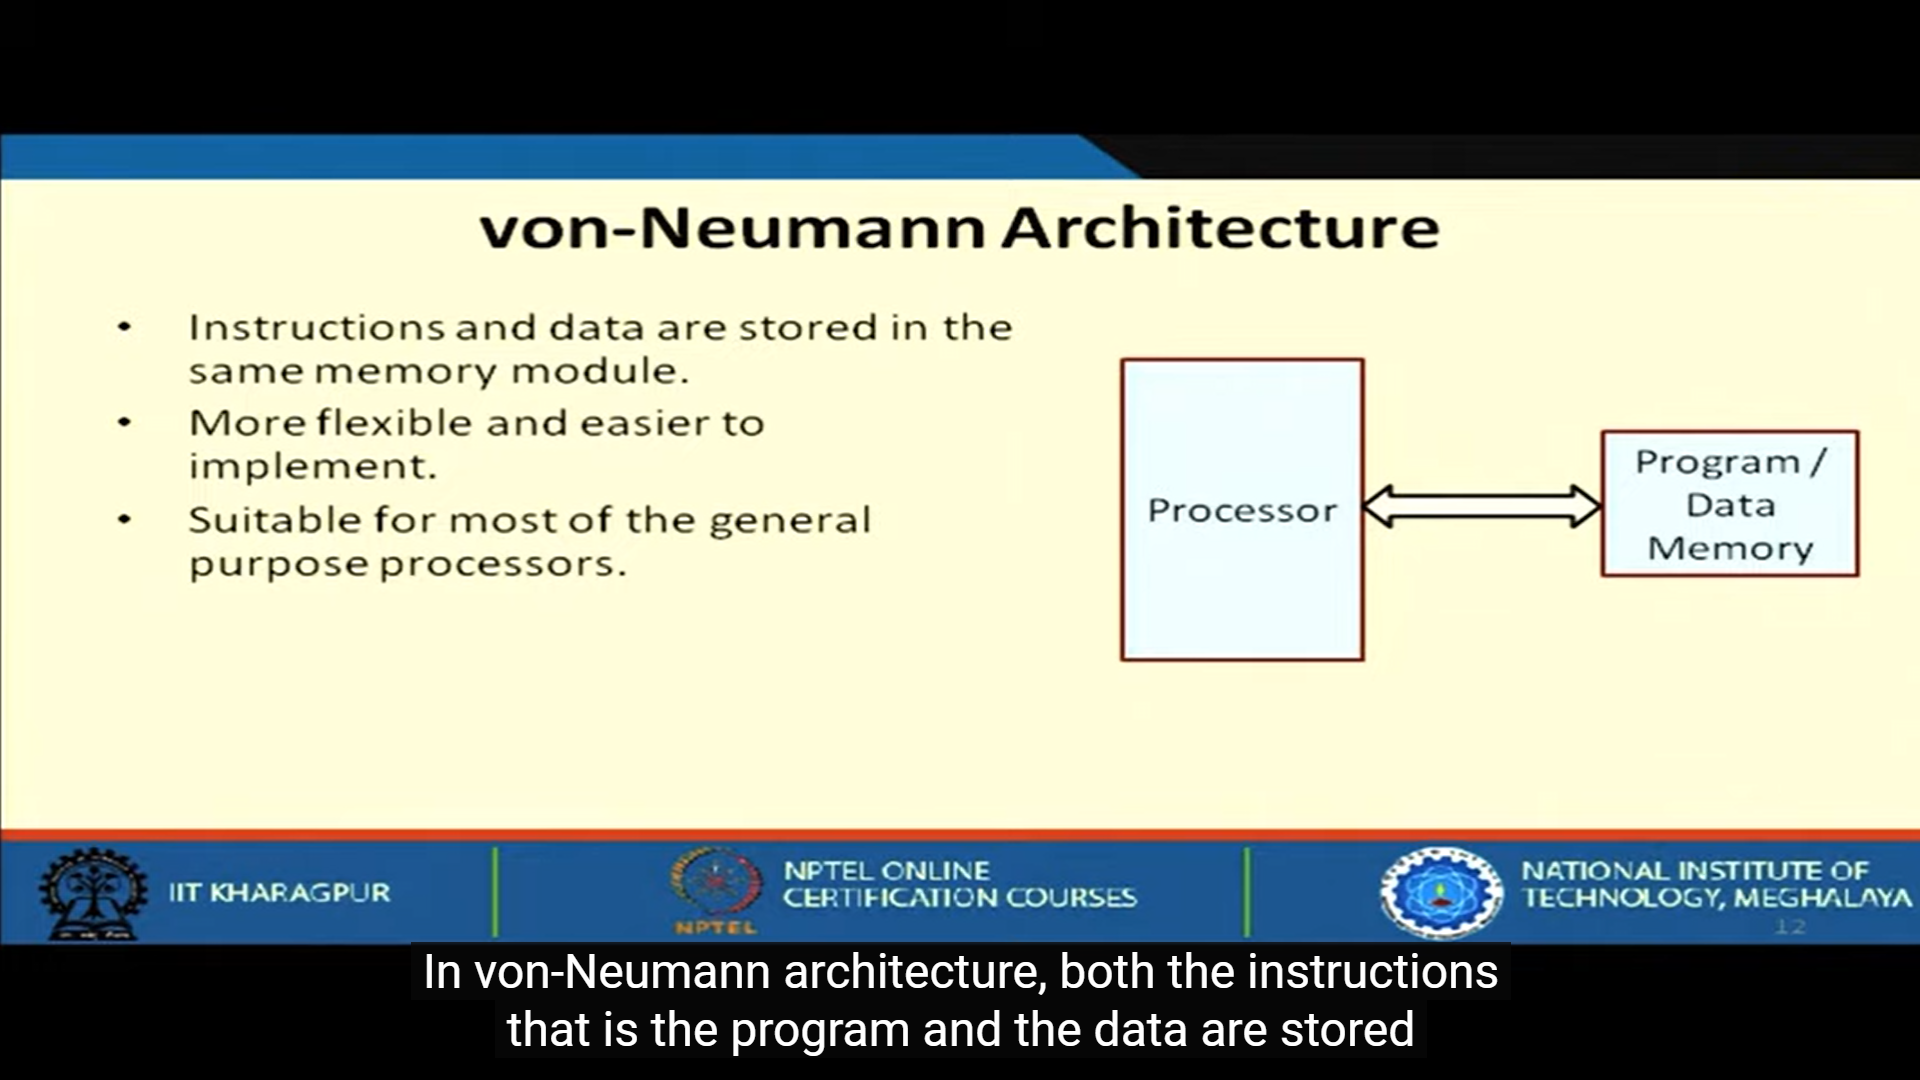 von-Neumann Architecture
• Instructions and data are stored in the
same memory module.
• More flexible and easier to
implement.
• Suitable for most of the general
purpose processors.
Processor
Program /
Data
Memory
IIT KHARAGPUR
NPTEL
NPTEL ONLINE
CERTIFICATION COURSES
NATIONAL INSTITUTE OF
TECHNOLOGY, MEGHALAYA
12
In von-Neumann architecture, both the instructions
that is the program and the data are stored